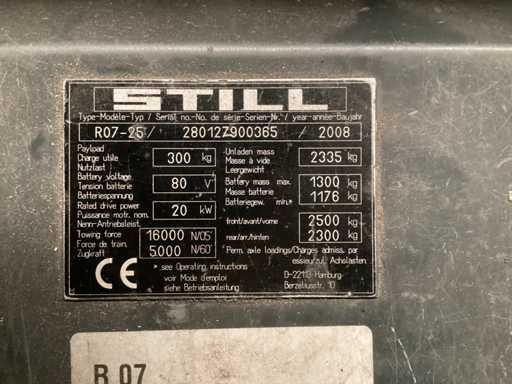 STILL
Type-Modèle-Typ / Serial no.-No. de série-Serien-Nr. / year-année-Baujahr
R07-25 / 280127900365 / 2008
Payload
Charge utile 300 kg
Nutzlast
Battery voltage
Tension batterie 80 V
Batteriespannung
Rated drive power
Puissance motr. nom. 20 kW
Nenn-Antriebsleist.
Towing force 16000 N/05'
Force de train. 5000 N/60'
Zugkraft
Unladen mass
Masse à vide 2335 kg
Leergewicht
Battery mass max. 1300 kg
Masse batterie
Batteriegew. min. 1176 kg
front/avant/vorne 2500 kg
rear/arr./hinten 2300 kg
Perm. axle loadings/Charges admiss. par
essieu/zul. Achslasten
CE
see Operating instructions
voir Mode d'emploi
siehe Betriebsanleitung
D-22113 Hamburg
Berzeliusstr. 10
R 07